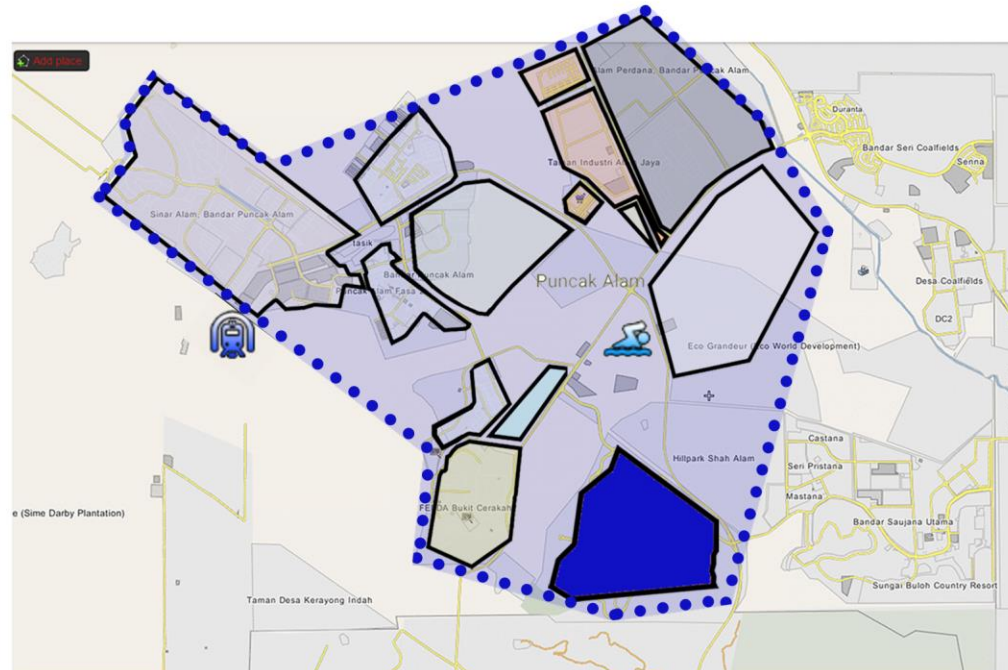 Add place
Alam Perdana, Bandar Puncak Alam
Duranta
Bandar Seri Coalfields
Senna
Taman Industri Alam Jaya
Sinar Alam, Bandar Puncak Alam
Tasik
Bandar Puncak Alam
Puncak Alam Fasa
Puncak Alam
Desa Coalfields
DC2
Eco Grandeur (Eco World Development)
Castana
Hillpark Shah Alam
Seri Pristana
Mastana
e (Sime Darby Plantation)
FELDA Bukit Cerakah
Bandar Saujana Utama
Sungai Buloh Country Resort
Taman Desa Kerayong Indah